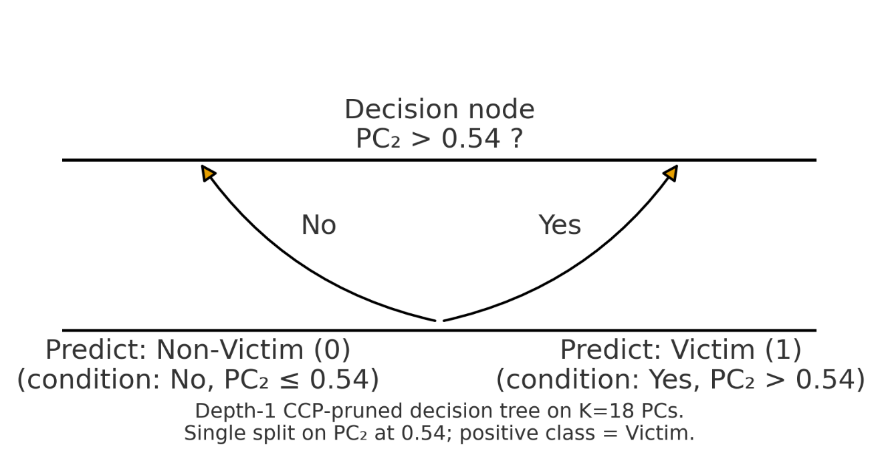 Decision node
PC₂ > 0.54 ?
No
Yes
Predict: Non-Victim (0)
(condition: No, PC₂ ≤ 0.54)
Predict: Victim (1)
(condition: Yes, PC₂ > 0.54)
Depth-1 CCP-pruned decision tree on K=18 PCs.
Single split on PC₂ at 0.54; positive class = Victim.